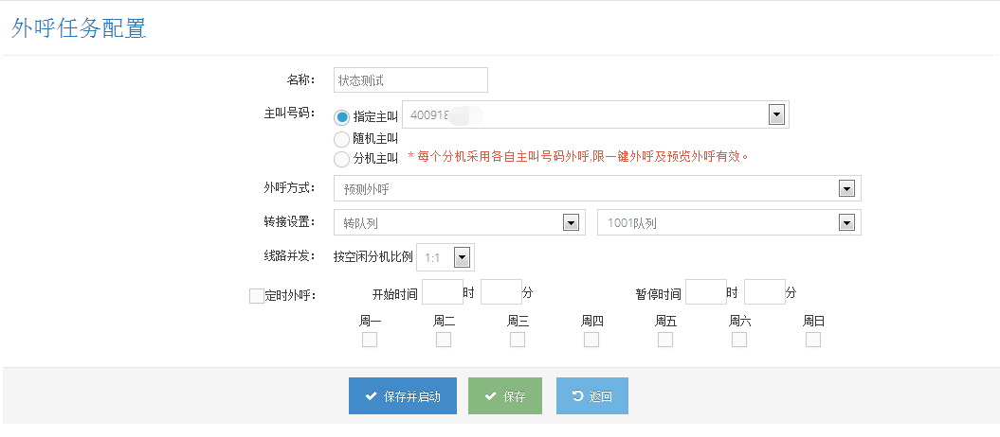 外呼任务配置
名称： 状态测试
主叫号码： 指定主叫 400918
随机主叫
分机主叫 * 每个分机采用各自主叫号码外呼,限一键外呼及预览外呼有效。
外呼方式： 预测外呼
转接设置： 转队列 1001队列
线路并发： 按空闲分机比例 1:1
定时外呼： 开始时间 时 分 暂停时间 时 分
周一 周二 周三 周四 周五 周六 周日
保存并启动 保存 返回